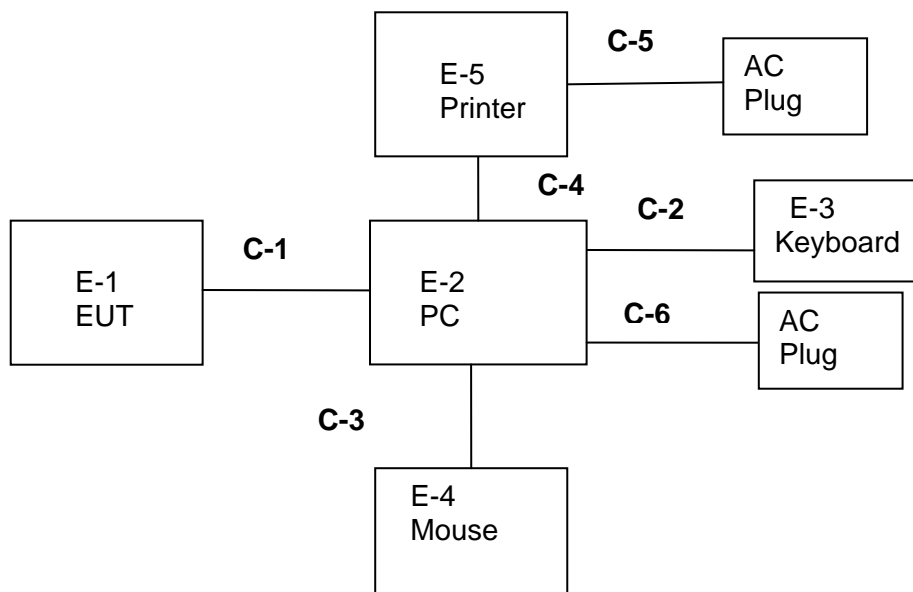 C-5
E-5
Printer
AC
Plug
C-4
C-2
E-3
Keyboard
C-1
E-1
EUT
E-2
PC
C-6
AC
Plug
C-3
E-4
Mouse